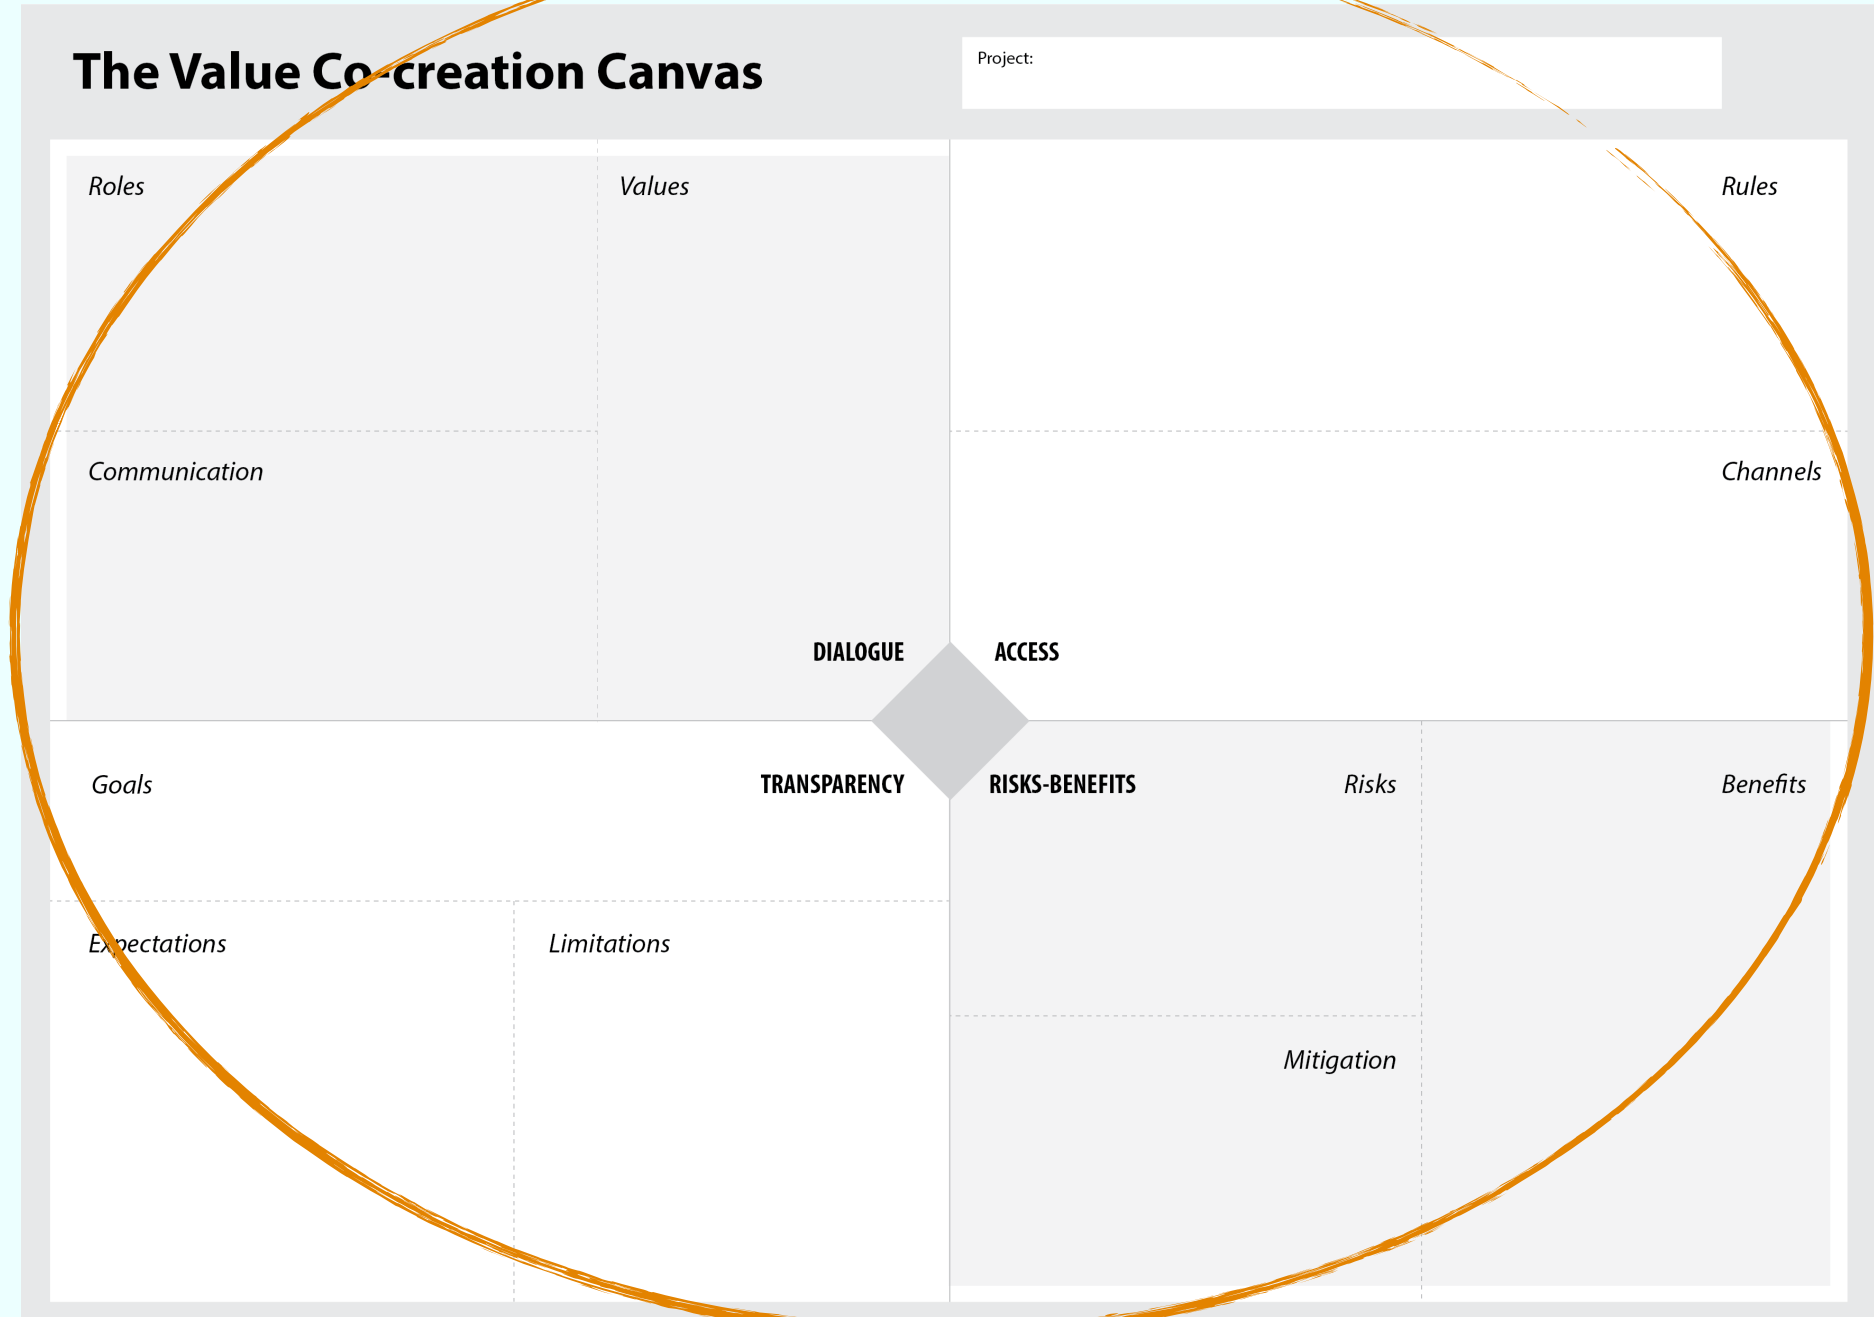 The Value Co-creation Canvas
Project:
Roles
Values
Rules
Communication
Channels
DIALOGUE
ACCESS
Goals
TRANSPARENCY
RISKS-BENEFITS
Risks
Benefits
Expectations
Limitations
Mitigation